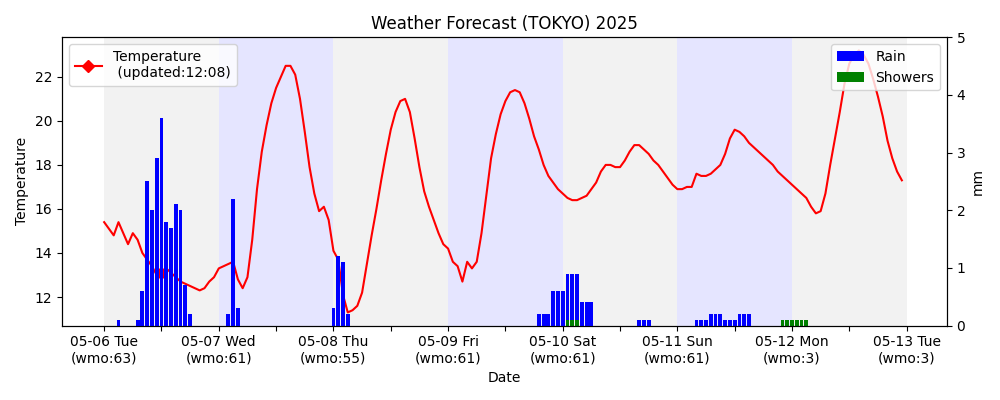 Weather Forecast (TOKYO) 2025
Temperature
(updated:12:08)
Rain
Showers
Temperature
22
20
18
16
14
12
5
4
3
2
1
0
mm
05-06 Tue
(wmo:63)
05-07 Wed
(wmo:61)
05-08 Thu
(wmo:55)
05-09 Fri
(wmo:61)
05-10 Sat
(wmo:61)
05-11 Sun
(wmo:61)
05-12 Mon
(wmo:3)
05-13 Tue
(wmo:3)
Date